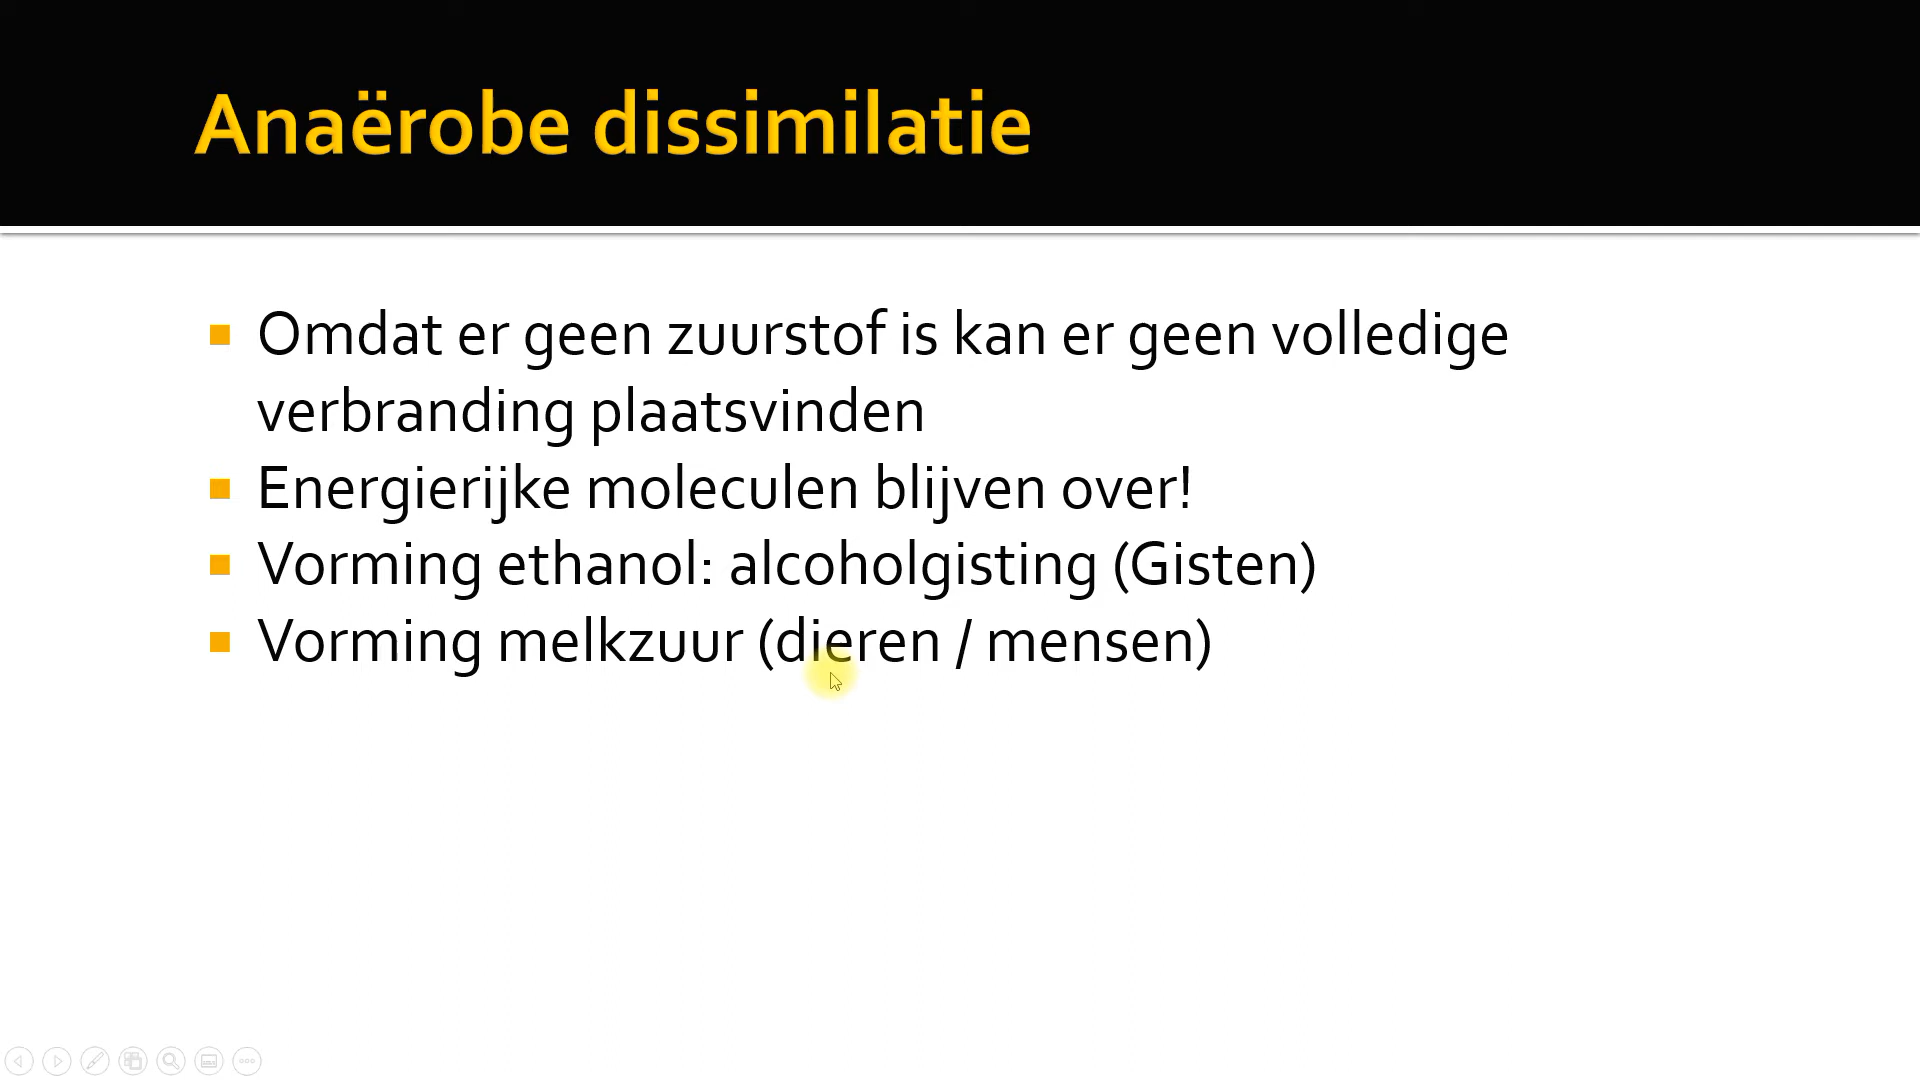 Anaërobe dissimilatie
Omdat er geen zuurstof is kan er geen volledige
verbranding plaatsvinden
Energierijke moleculen blijven over!
Vorming ethanol: alcoholgisting (Gisten)
Vorming melkzuur (dieren / mensen)